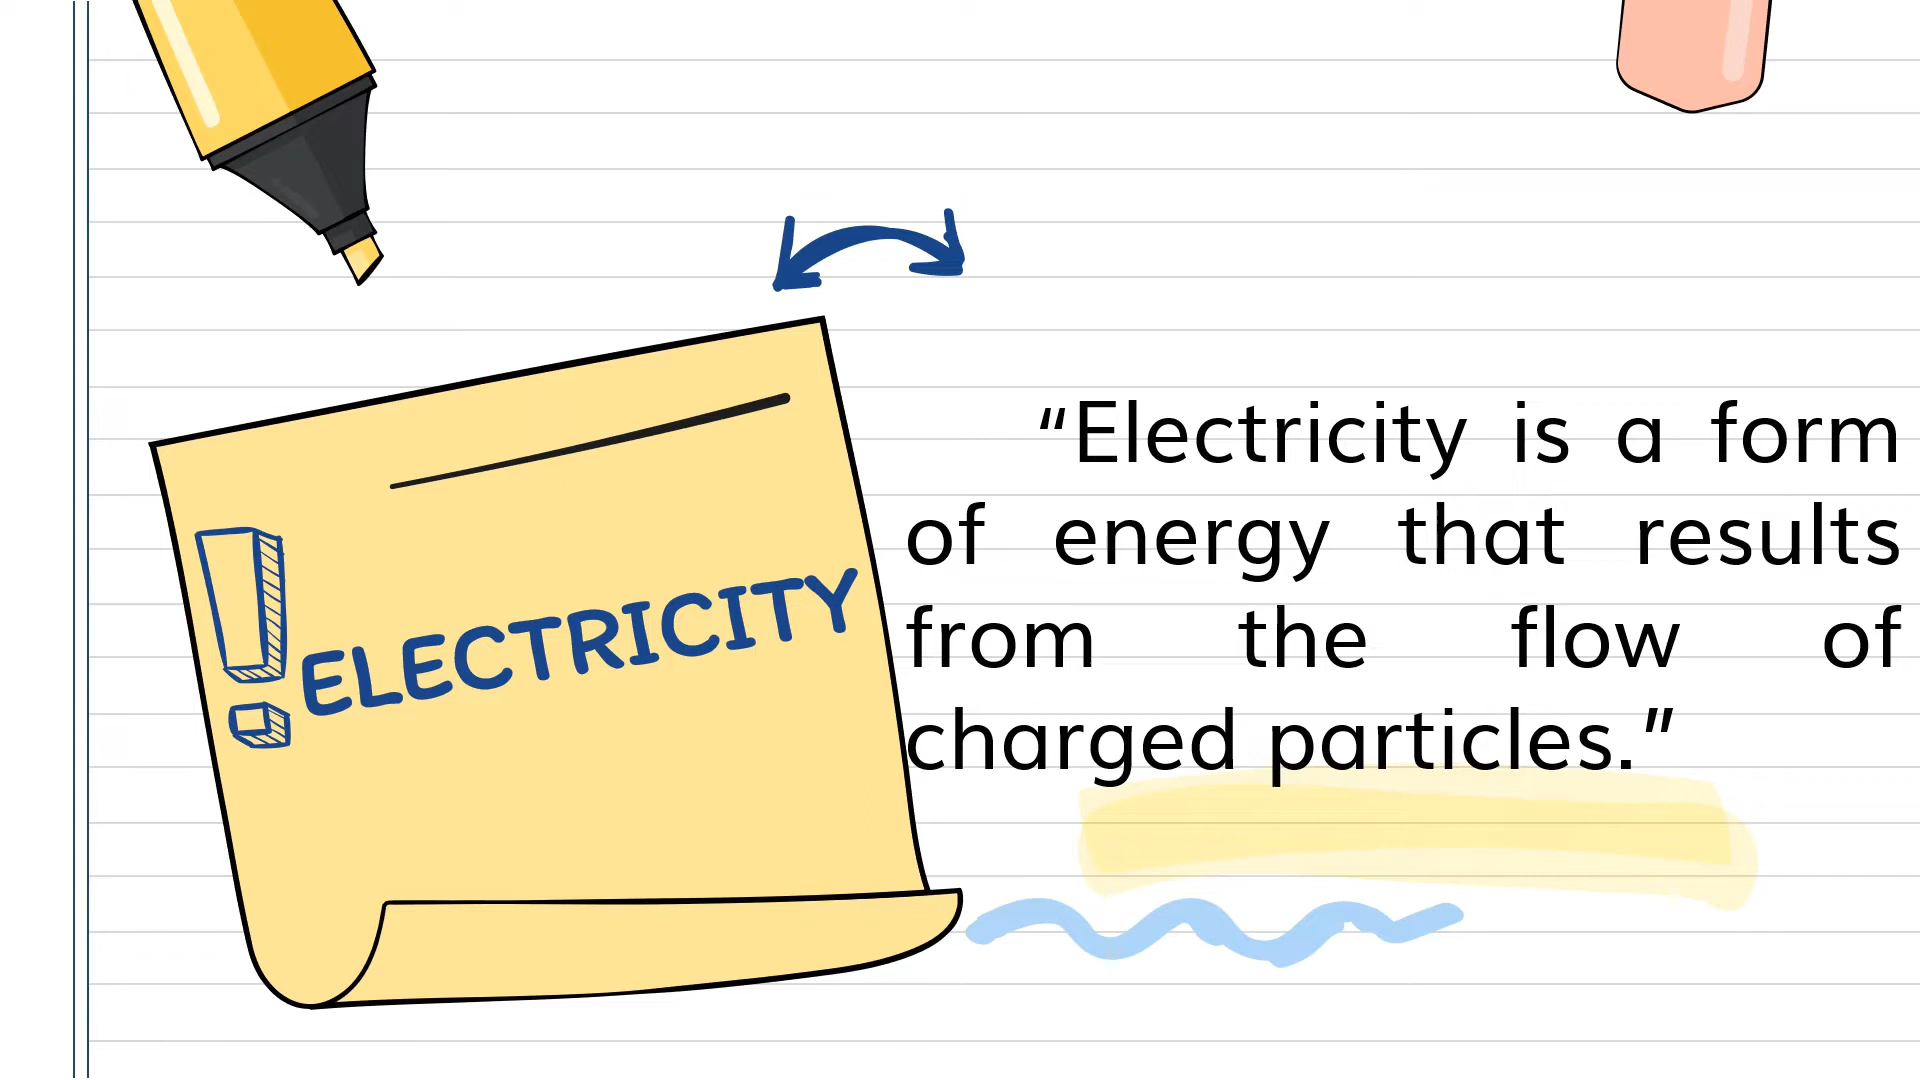 ELECTRICITY
“Electricity is a form
of energy that results
from the flow of
charged particles.”